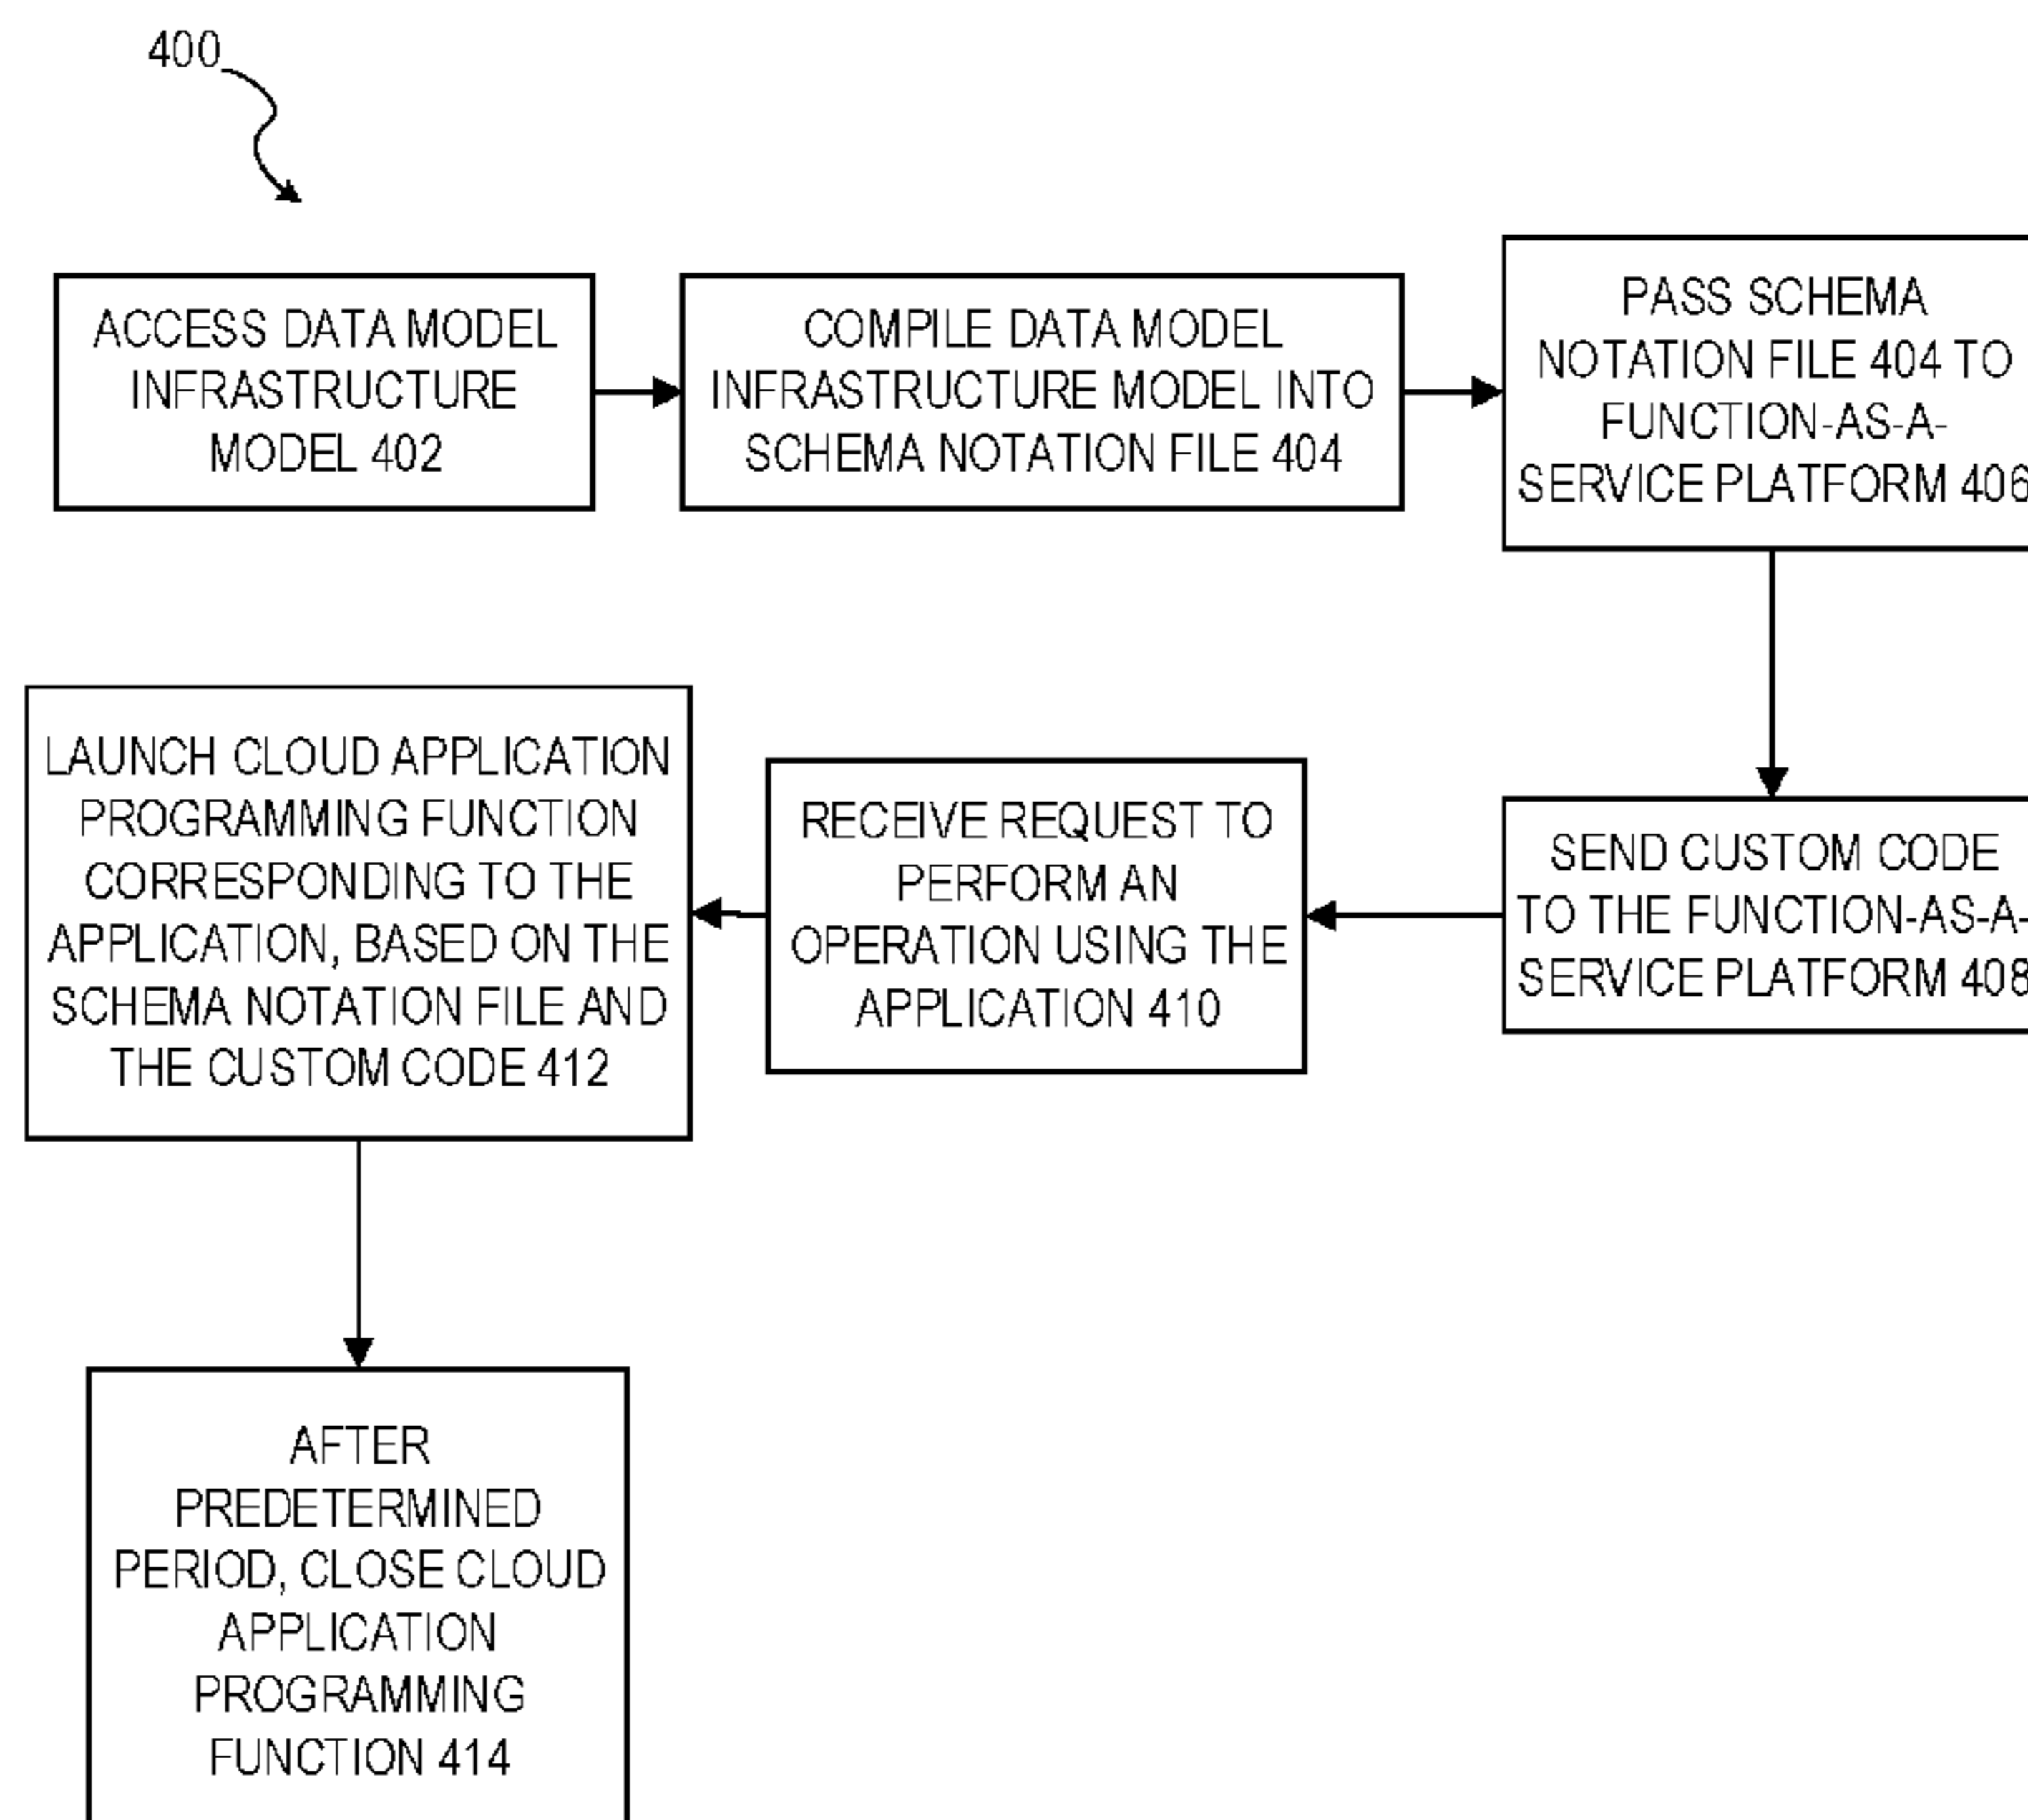 400
ACCESS DATA MODEL
INFRASTRUCTURE
MODEL 402
COMPILE DATA MODEL
INFRASTRUCTURE MODEL INTO
SCHEMA NOTATION FILE 404
PASS SCHEMA
NOTATION FILE 404 TO
FUNCTION-AS-A-
SERVICE PLATFORM 406
SEND CUSTOM CODE
TO THE FUNCTION-AS-A-
SERVICE PLATFORM 408
RECEIVE REQUEST TO
PERFORM AN
OPERATION USING THE
APPLICATION 410
LAUNCH CLOUD APPLICATION
PROGRAMMING FUNCTION
CORRESPONDING TO THE
APPLICATION, BASED ON THE
SCHEMA NOTATION FILE AND
THE CUSTOM CODE 412
AFTER
PREDETERMINED
PERIOD, CLOSE CLOUD
APPLICATION
PROGRAMMING
FUNCTION 414